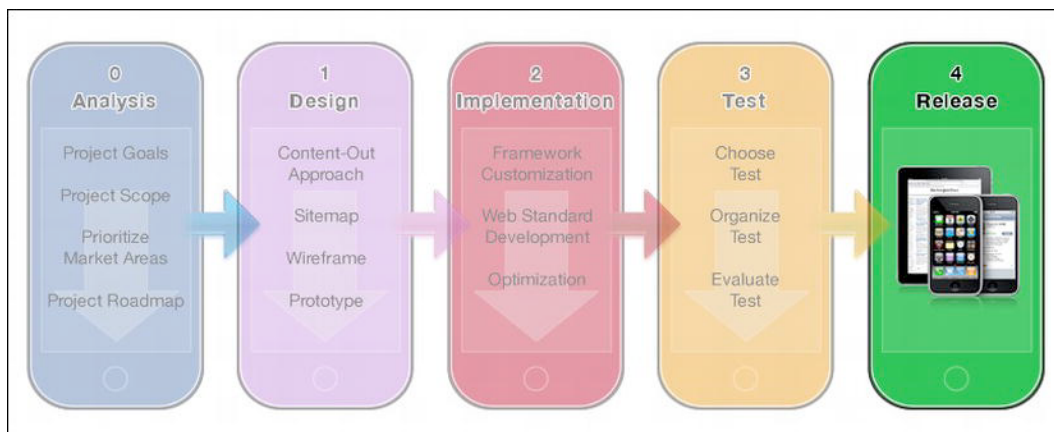 0
Analysis
Project Goals
Project Scope
Prioritize
Market Areas
Project Roadmap
1
Design
Content-Out
Approach
Sitemap
Wireframe
Prototype
2
Implementation
Framework
Customization
Web Standard
Development
Optimization
3
Test
Choose
Test
Organize
Test
Evaluate
Test
4
Release